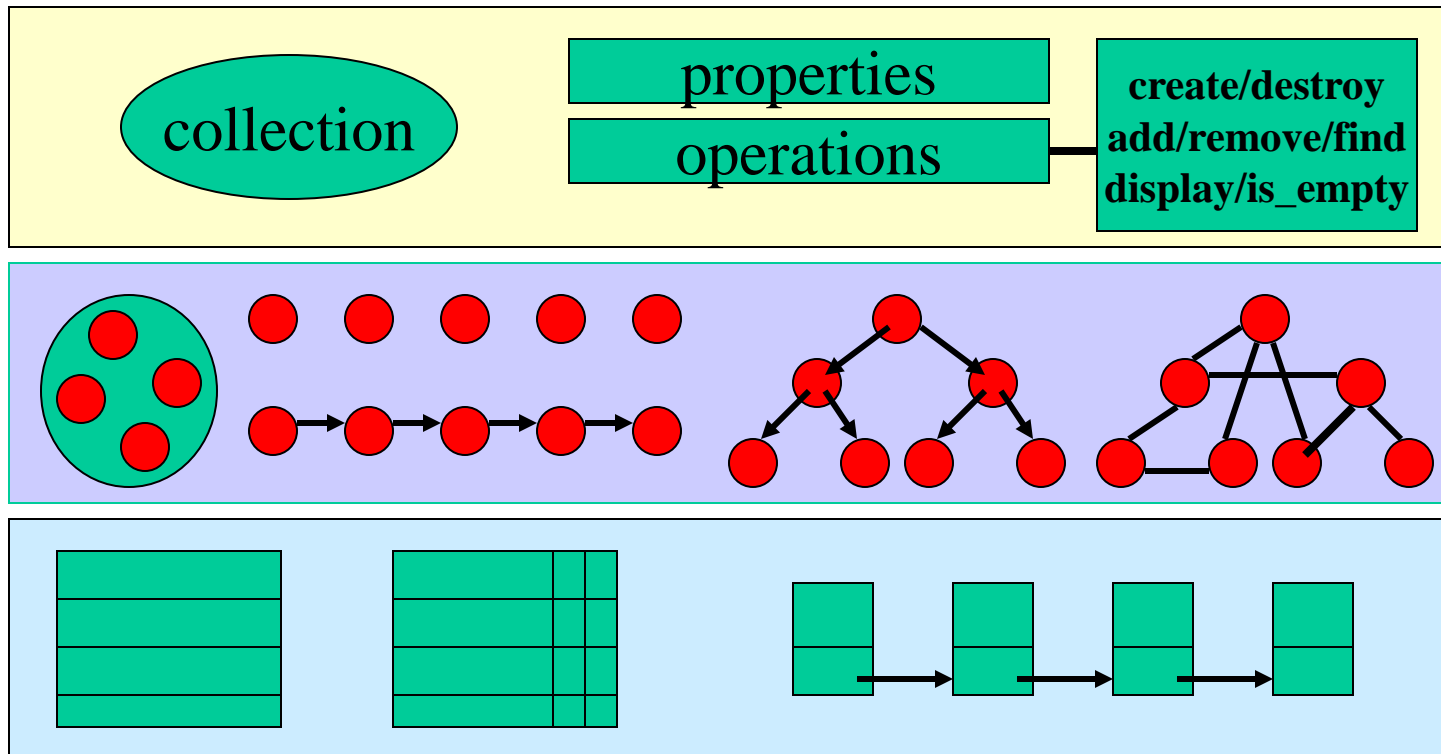 collection
properties
operations
create/destroy
add/remove/find
display/is_empty